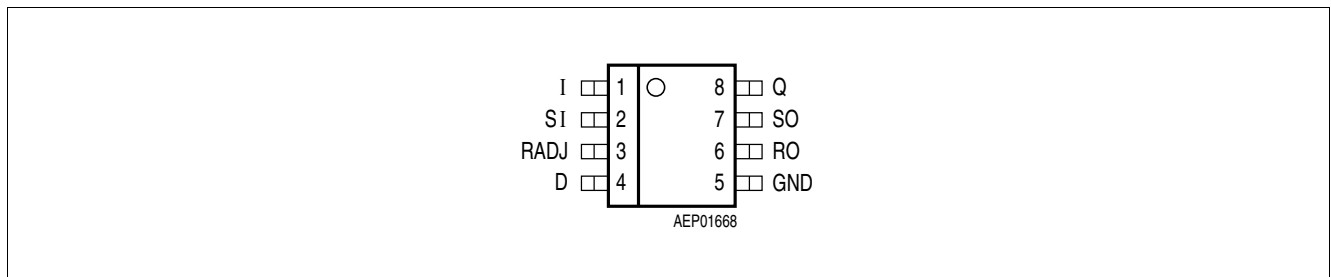 I 1 8 Q
SI 2 7 SO
RADJ 3 6 RO
D 4 5 GND
AEP01668